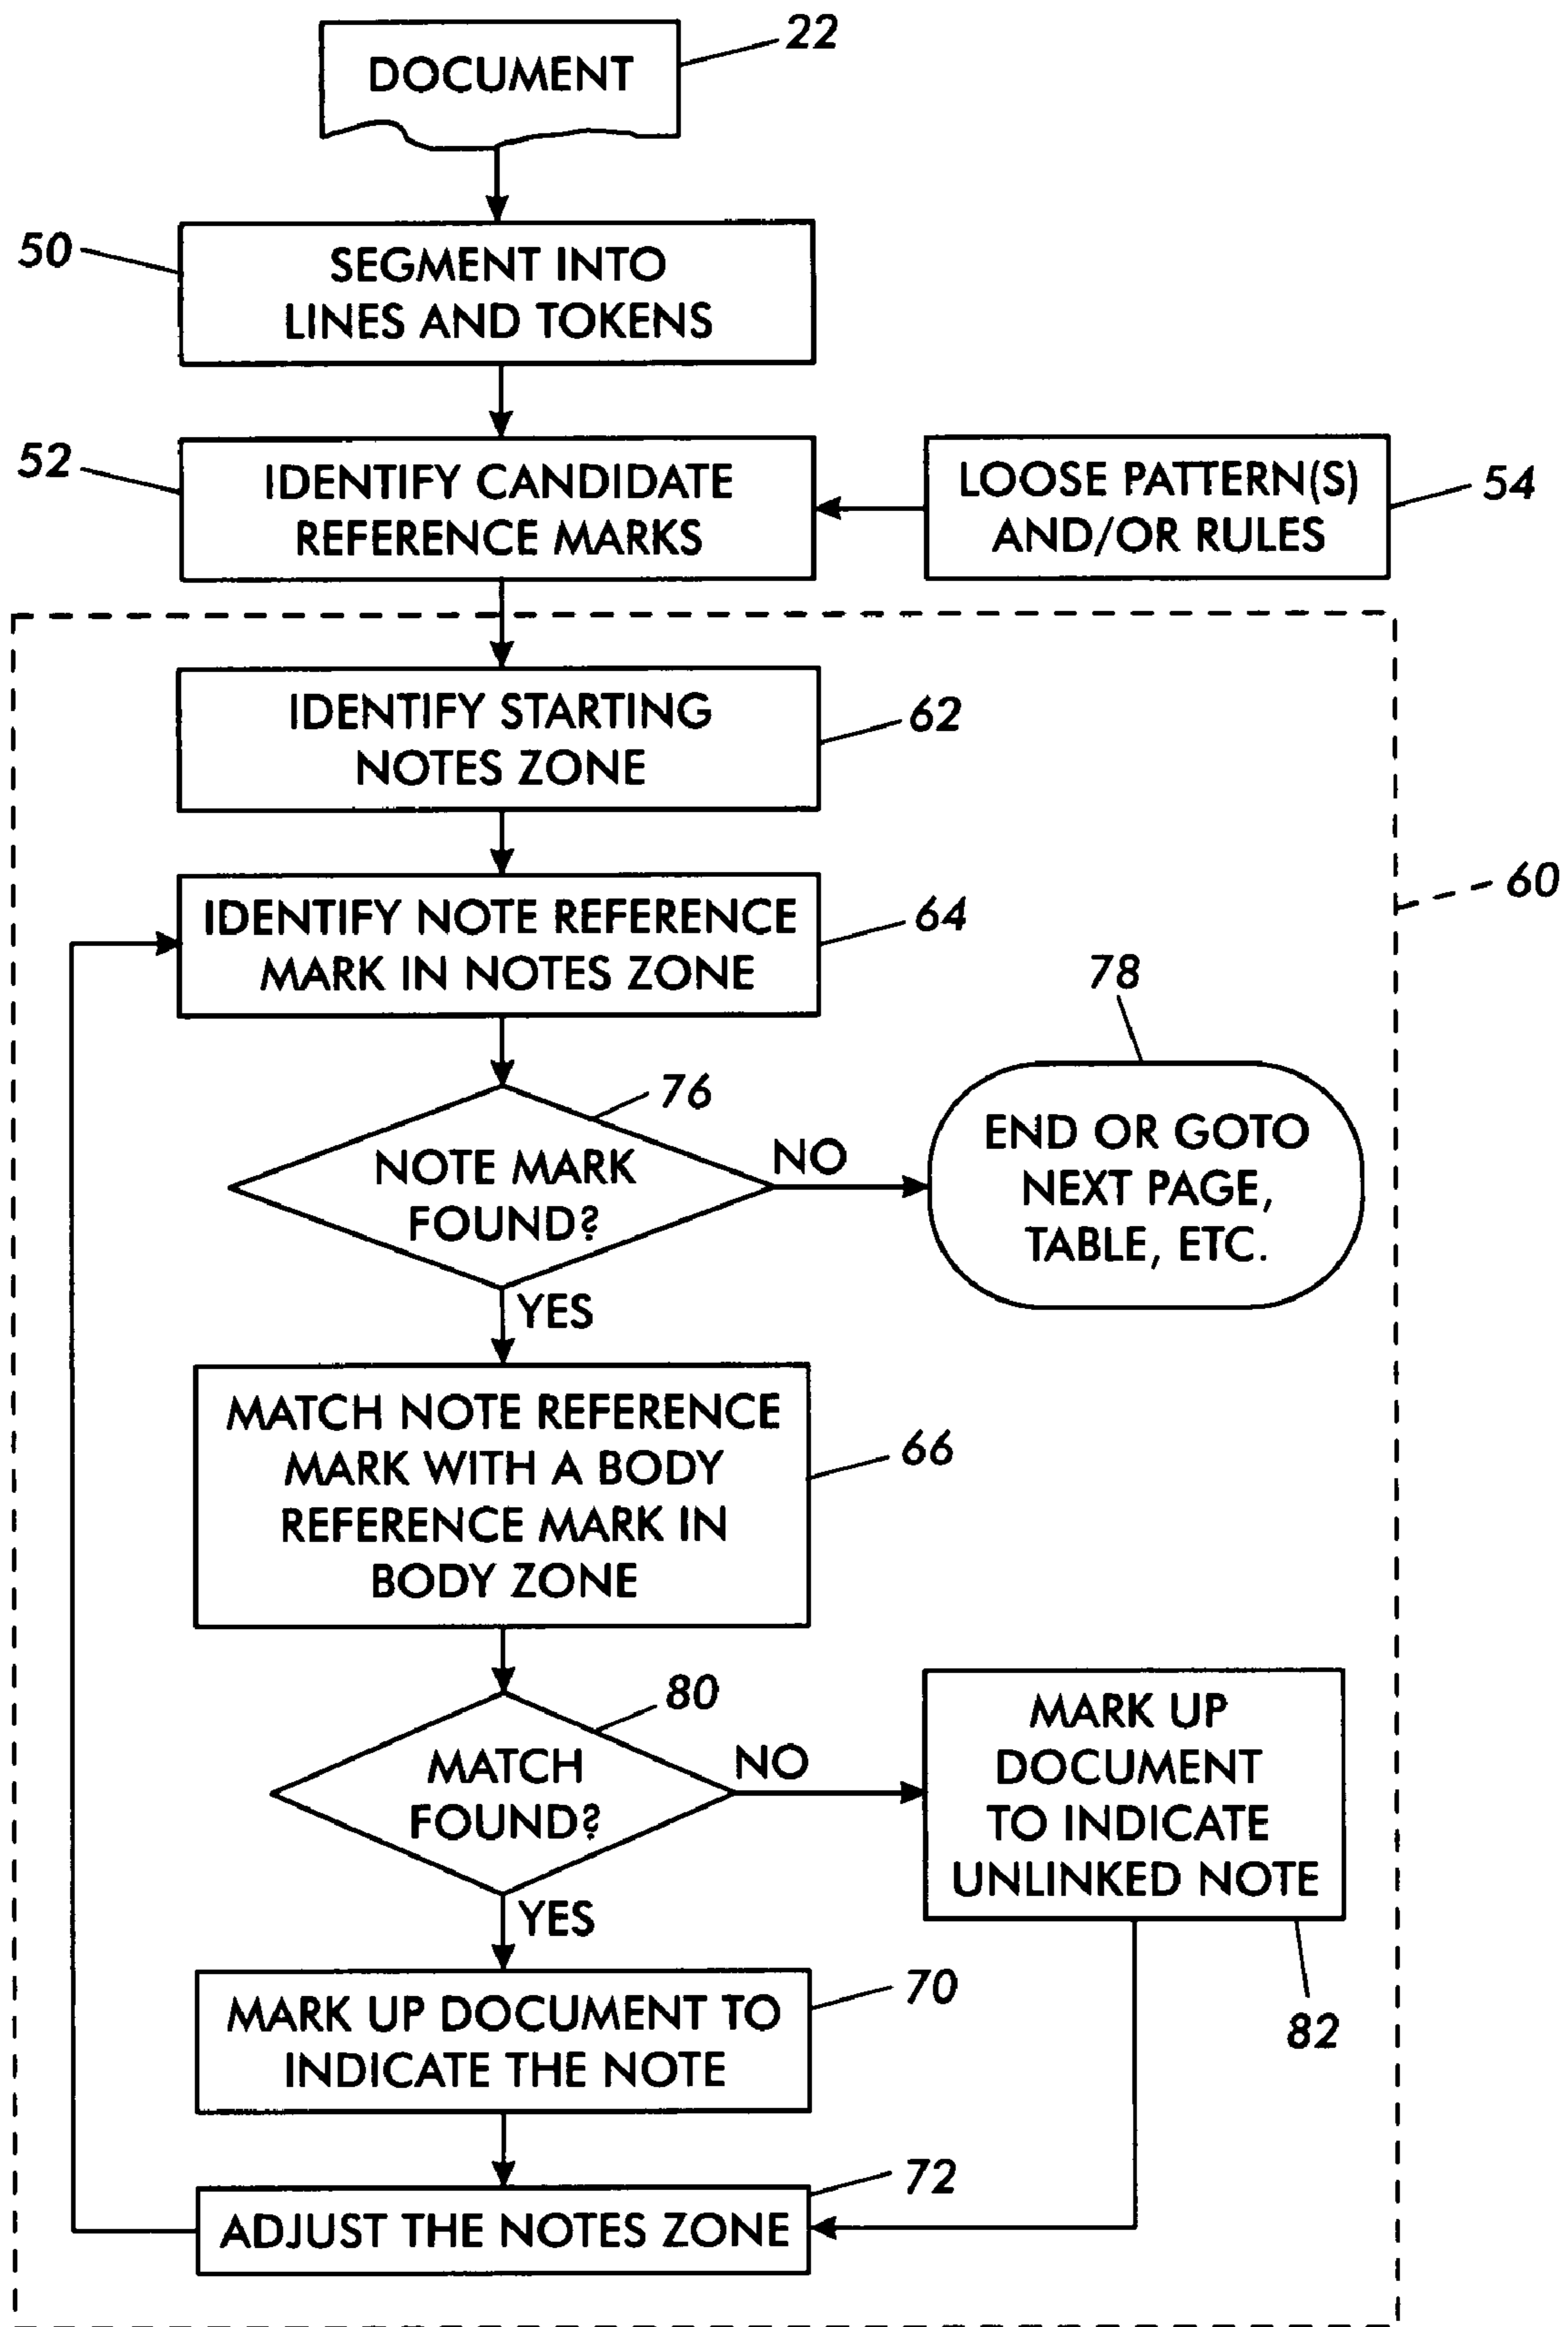 DOCUMENT
22
50
SEGMENT INTO
LINES AND TOKENS
52
IDENTIFY CANDIDATE
REFERENCE MARKS
LOOSE PATTERN(S)
AND/OR RULES
54
IDENTIFY STARTING
NOTES ZONE
62
60
IDENTIFY NOTE REFERENCE
MARK IN NOTES ZONE
64
76
NOTE MARK
FOUND?
NO
78
END OR GOTO
NEXT PAGE,
TABLE, ETC.
YES
MATCH NOTE REFERENCE
MARK WITH A BODY
REFERENCE MARK IN
BODY ZONE
66
80
MATCH
FOUND?
NO
MARK UP
DOCUMENT
TO INDICATE
UNLINKED NOTE
82
YES
MARK UP DOCUMENT TO
INDICATE THE NOTE
70
ADJUST THE NOTES ZONE
72